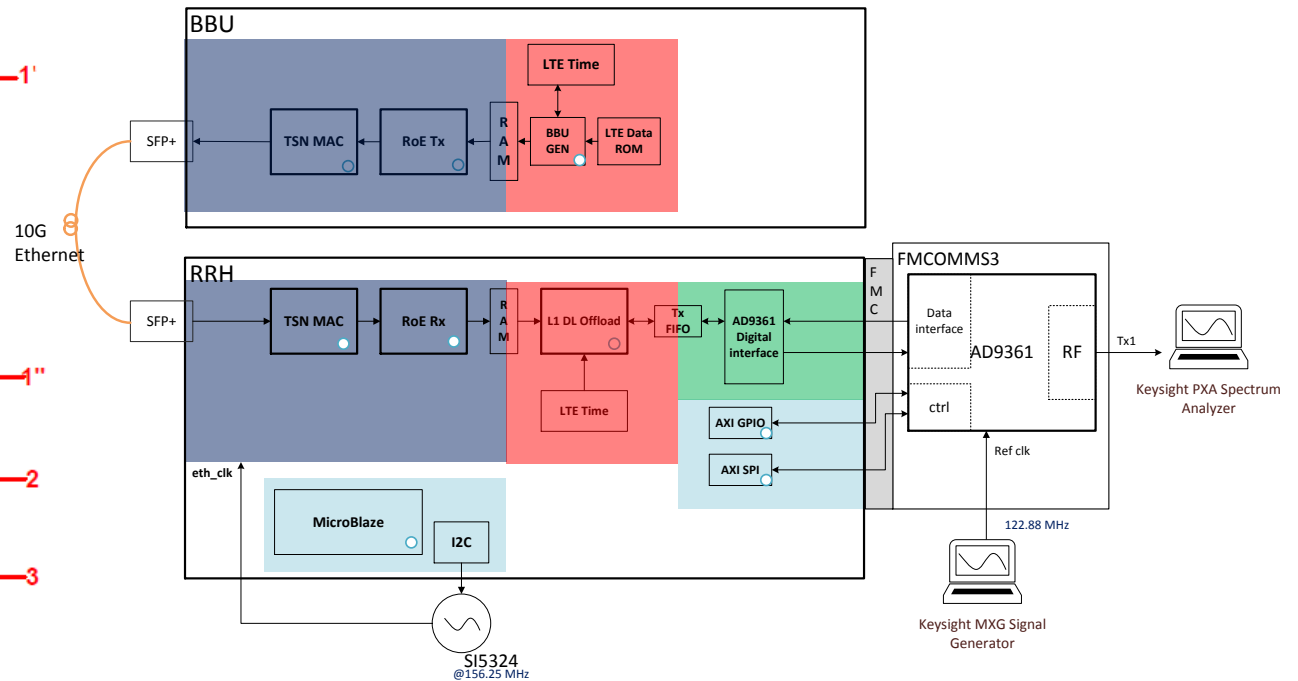 BBU
1'
LTE Time
SFP+
TSN MAC
RoE Tx
R
A
M
BBU
GEN
LTE Data
ROM
10G
Ethernet
RRH
FMCOMMS3
F
M
C
SFP+
TSN MAC
RoE Rx
R
A
M
L1 DL Offload
Tx
FIFO
AD9361
Digital
interface
Data
interface
AD9361
RF
Tx1
Keysight PXA Spectrum
Analyzer
1"
LTE Time
AXI GPIO
ctrl
AXI SPI
Ref clk
2
eth_clk
MicroBlaze
I2C
122.88 MHz
3
Keysight MXG Signal
Generator
SI5324
@156.25 MHz